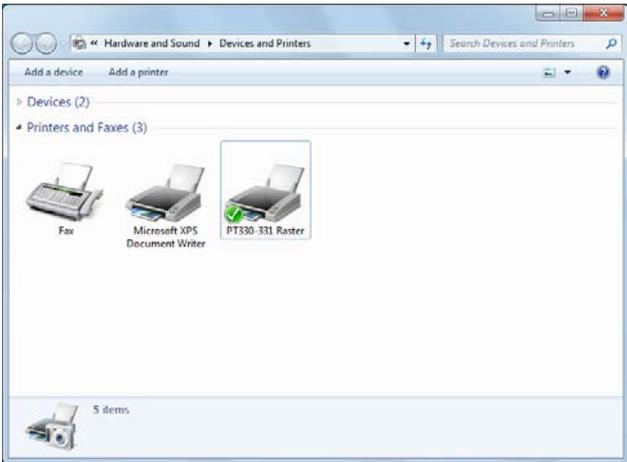 « Hardware and Sound ▸ Devices and Printers
Search Devices and Printers
Add a device Add a printer
Devices (2)
Printers and Faxes (3)
Fax
Microsoft XPS
Document Writer
PT330-331 Raster
5 items